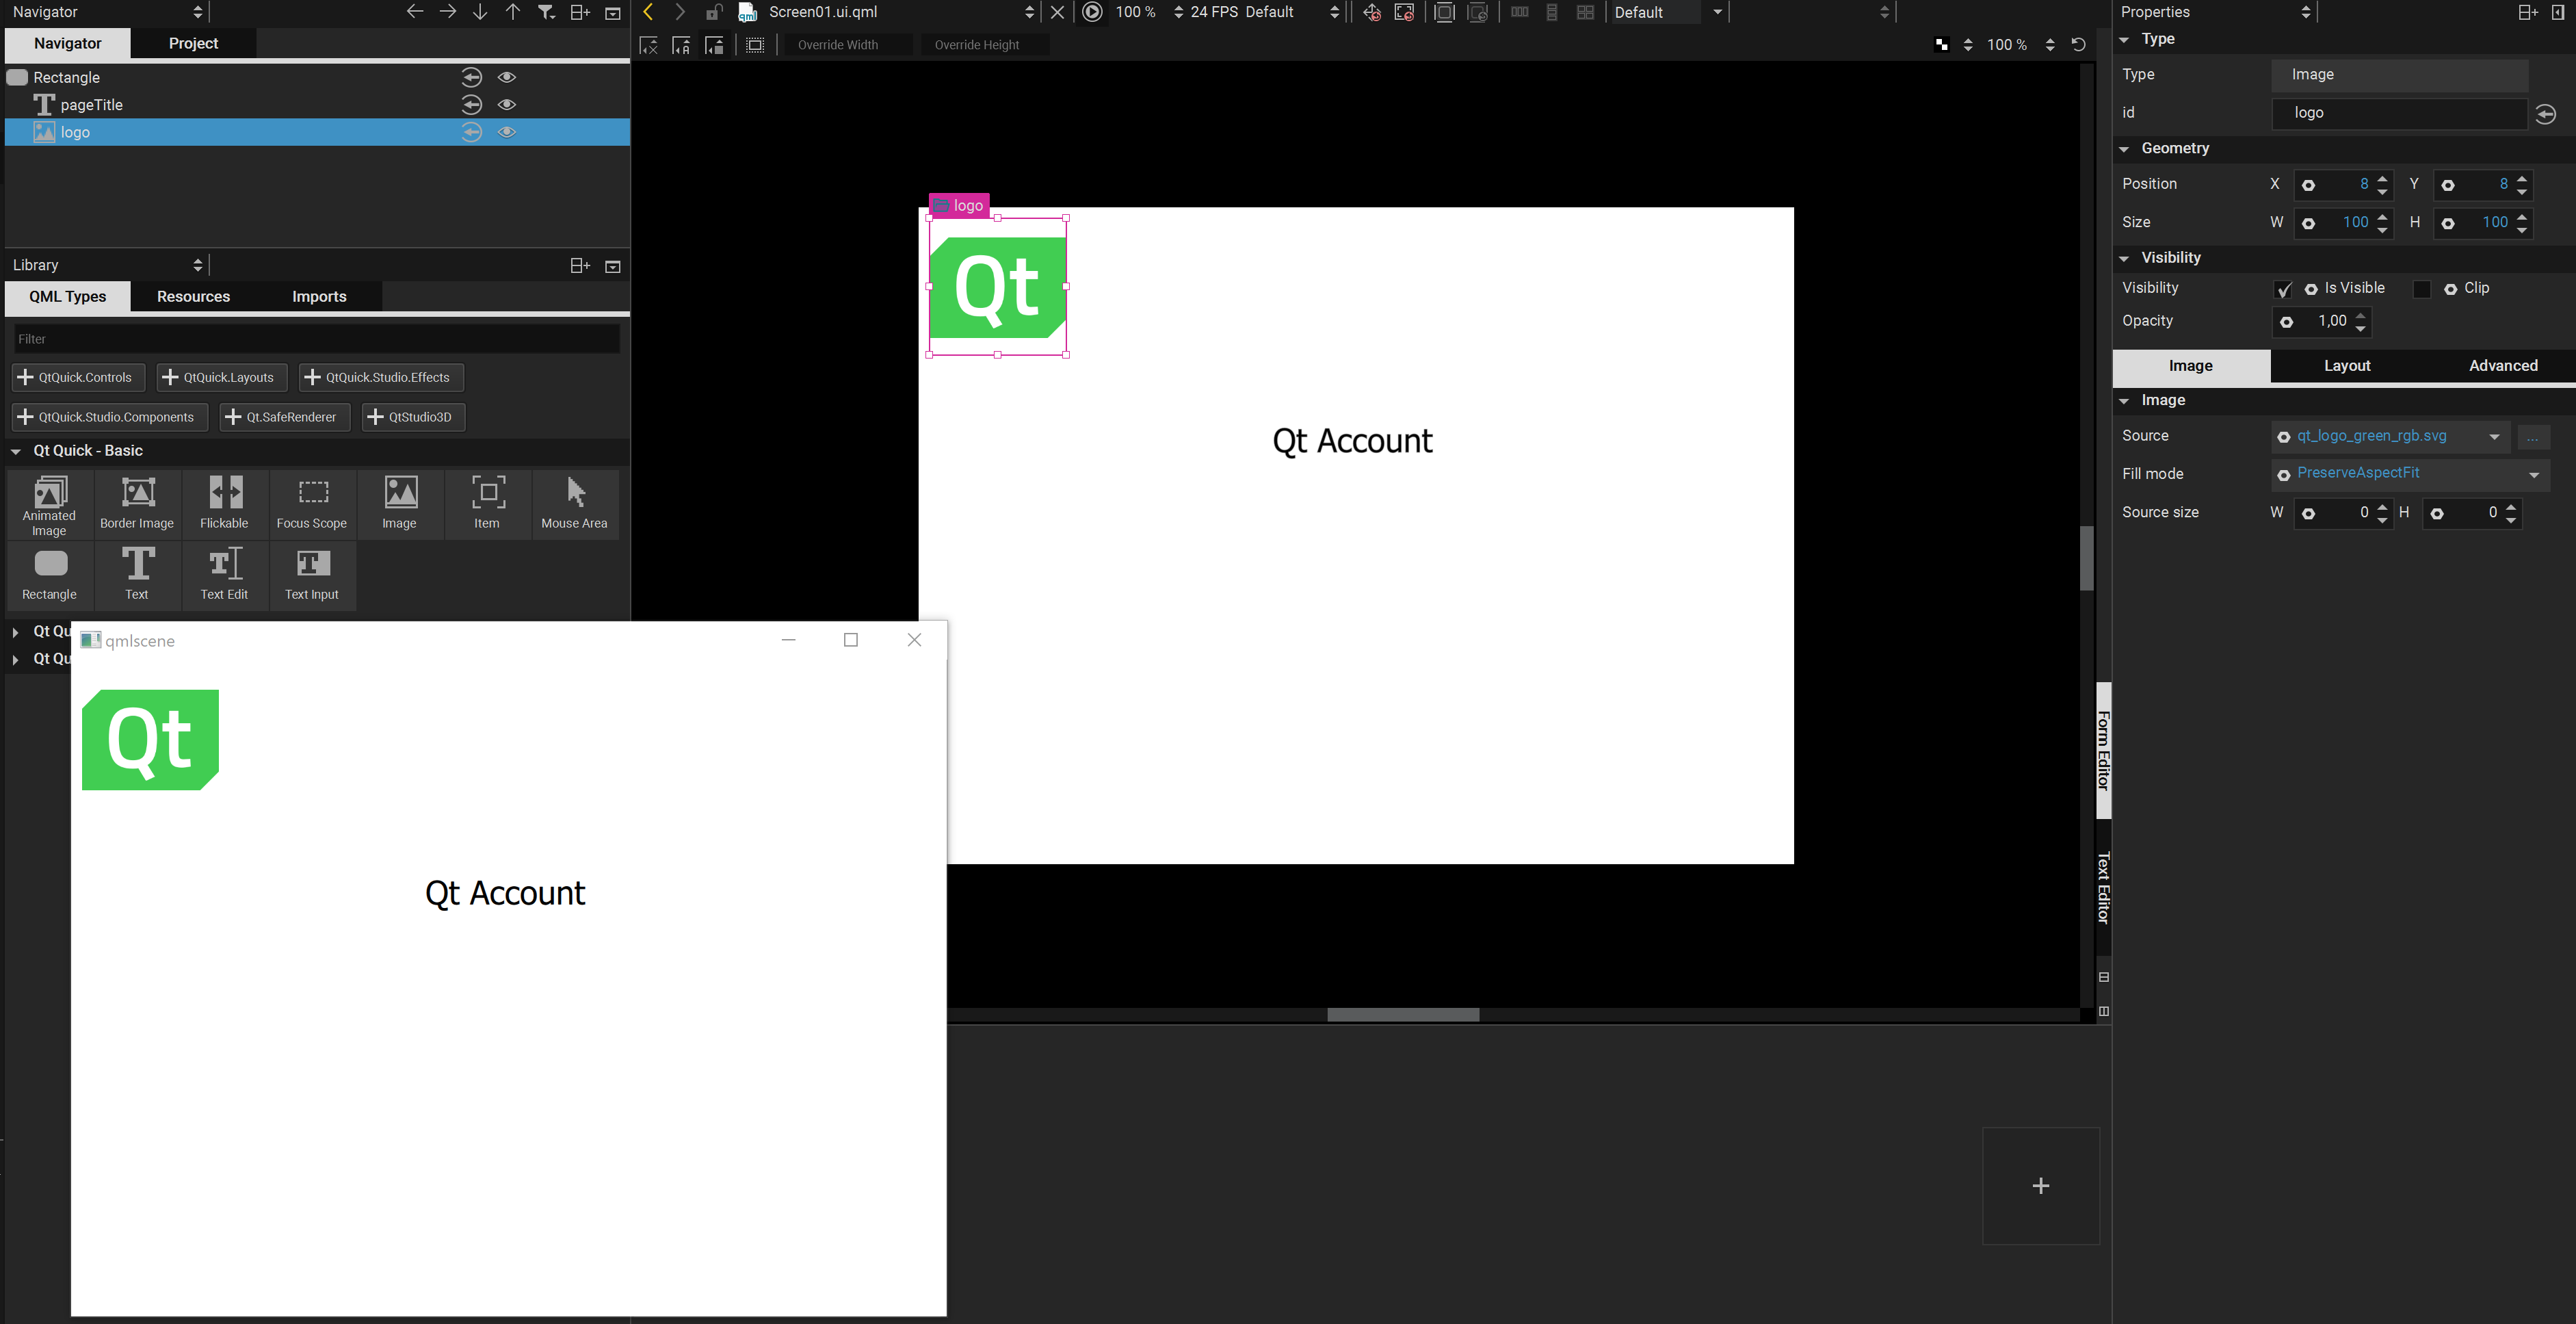 Navigator
Screen01.ui.qml
100 %
24 FPS Default
Default
Properties
Navigator Project
Override Width
Override Height
100 %
Rectangle
pageTitle
logo
Type
Type Image
id logo
Geometry
Position X 8 Y 8
Size W 100 H 100
Visibility
Visibility Is Visible Clip
Opacity 1,00
Image Layout Advanced
Image
Source qt_logo_green_rgb.svg ...
Fill mode PreserveAspectFit
Source size W 0 H 0
Library
QML Types Resources Imports
Filter
QtQuick.Controls QtQuick.Layouts QtQuick.Studio.Effects
QtQuick.Studio.Components Qt.SafeRenderer QtStudio3D
Qt Quick - Basic
Animated
Image
Border Image
Flickable
Focus Scope
Image
Item
Mouse Area
Rectangle
Text
Text Edit
Text Input
Qt Qu
Qt Qu
logo
Qt
Qt Account
Form Editor
Text Editor
qmlscene
Qt
Qt Account